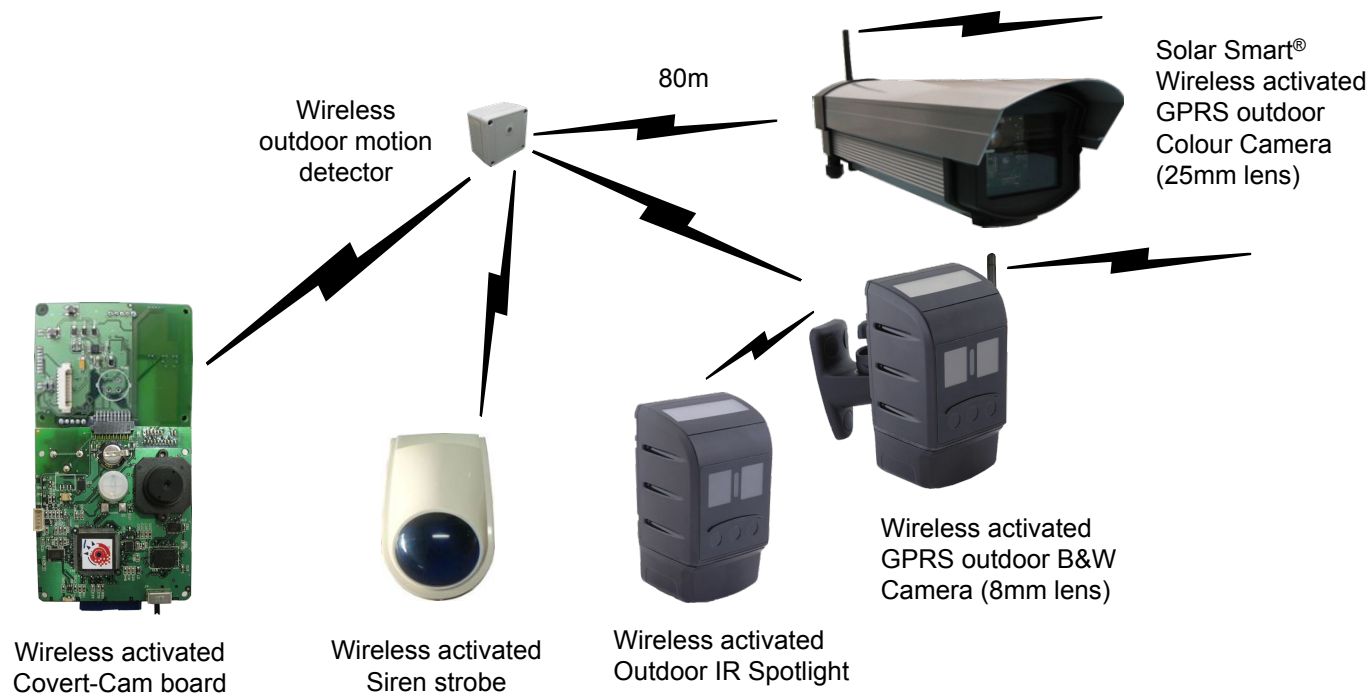 80m
Wireless
outdoor motion
detector
Solar Smart®
Wireless activated
GPRS outdoor
Colour Camera
(25mm lens)
Wireless activated
GPRS outdoor B&W
Camera (8mm lens)
Wireless activated
Covert-Cam board
Wireless activated
Siren strobe
Wireless activated
Outdoor IR Spotlight